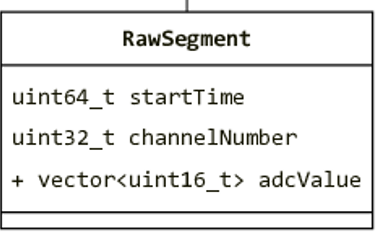 RawSegment
uint64_t startTime
uint32_t channelNumber
+ vector<uint16_t> adcValue